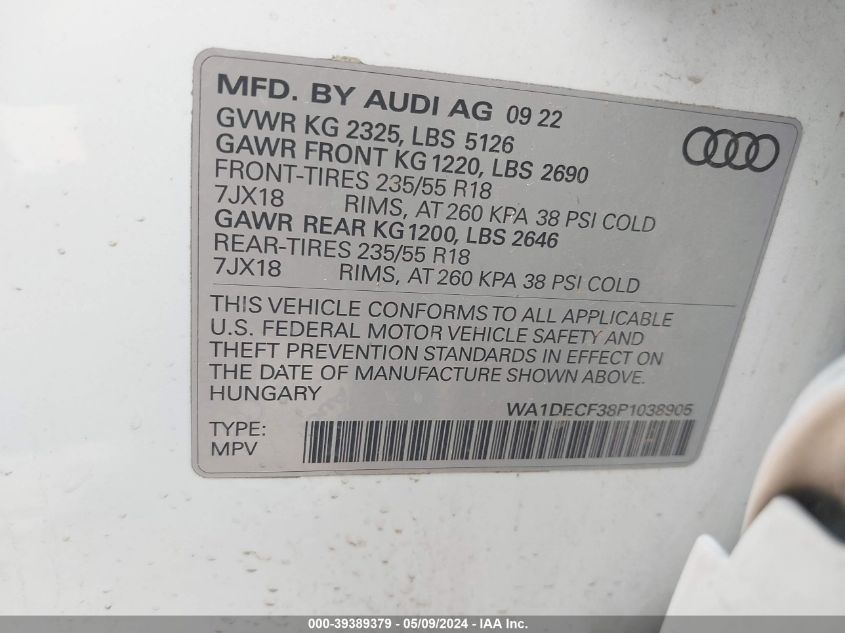 MFD. BY AUDI AG 09 22
GVWR KG 2325, LBS 5126
GAWR FRONT KG 1220, LBS 2690
FRONT-TIRES 235/55 R18
7JX18 RIMS, AT 260 KPA 38 PSI COLD
GAWR REAR KG 1200, LBS 2646
REAR-TIRES 235/55 R18
7JX18 RIMS, AT 260 KPA 38 PSI COLD
THIS VEHICLE CONFORMS TO ALL APPLICABLE
U.S. FEDERAL MOTOR VEHICLE SAFETY AND
THEFT PREVENTION STANDARDS IN EFFECT ON
THE DATE OF MANUFACTURE SHOWN ABOVE.
HUNGARY
WA1DECF38P1038905
TYPE:
MPV
000-39389379 - 05/09/2024 - IAA Inc.